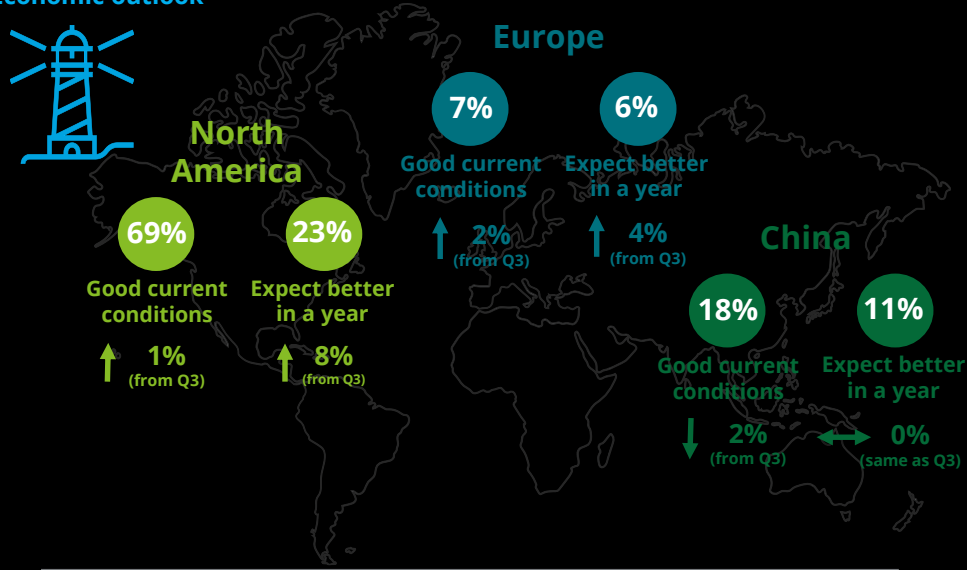 Economic outlook
Europe
7%
6%
Good current
conditions
Expect better
in a year
2%
(from Q3)
4%
(from Q3)
North
America
69%
23%
Good current
conditions
Expect better
in a year
1%
(from Q3)
8%
(from Q3)
China
18%
11%
Good current
conditions
Expect better
in a year
2%
(from Q3)
0%
(same as Q3)